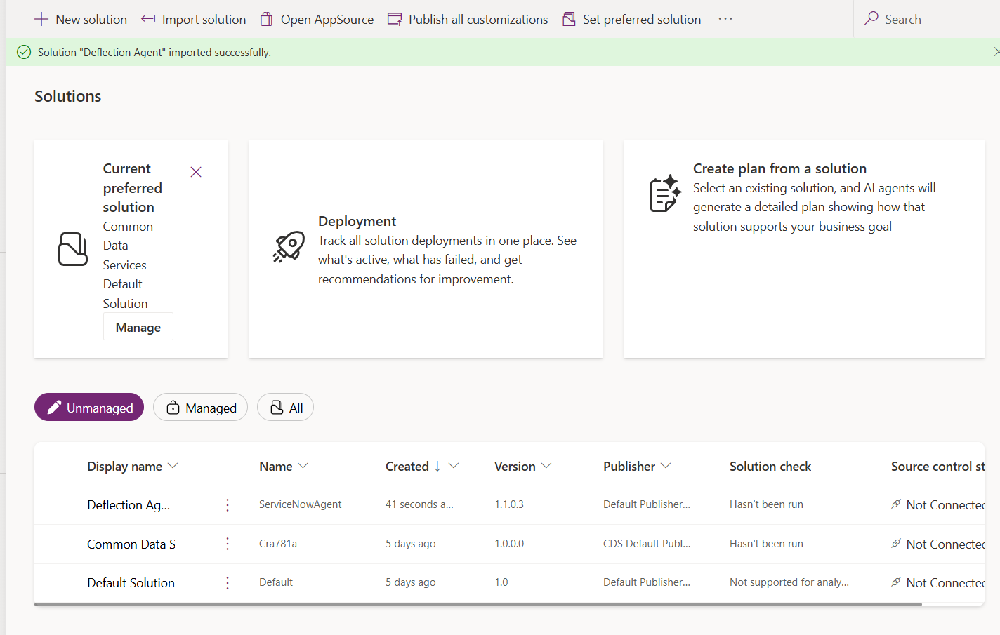 New solution Import solution Open AppSource Publish all customizations Set preferred solution ... Search
Solution "Deflection Agent" imported successfully.
Solutions
Current
preferred
solution
Common
Data
Services
Default
Solution
Manage
Deployment
Track all solution deployments in one place. See
what's active, what has failed, and get
recommendations for improvement.
Create plan from a solution
Select an existing solution, and AI agents will
generate a detailed plan showing how that
solution supports your business goal
Unmanaged Managed All
Display name Name Created Version Publisher Solution check Source control st
Deflection Ag... ServiceNowAgent 41 seconds a... 1.1.0.3 Default Publisher... Hasn't been run Not Connected
Common Data S Cra781a 5 days ago 1.0.0.0 CDS Default Publ... Hasn't been run Not Connected
Default Solution Default 5 days ago 1.0 Default Publisher... Not supported for analy... Not Connected